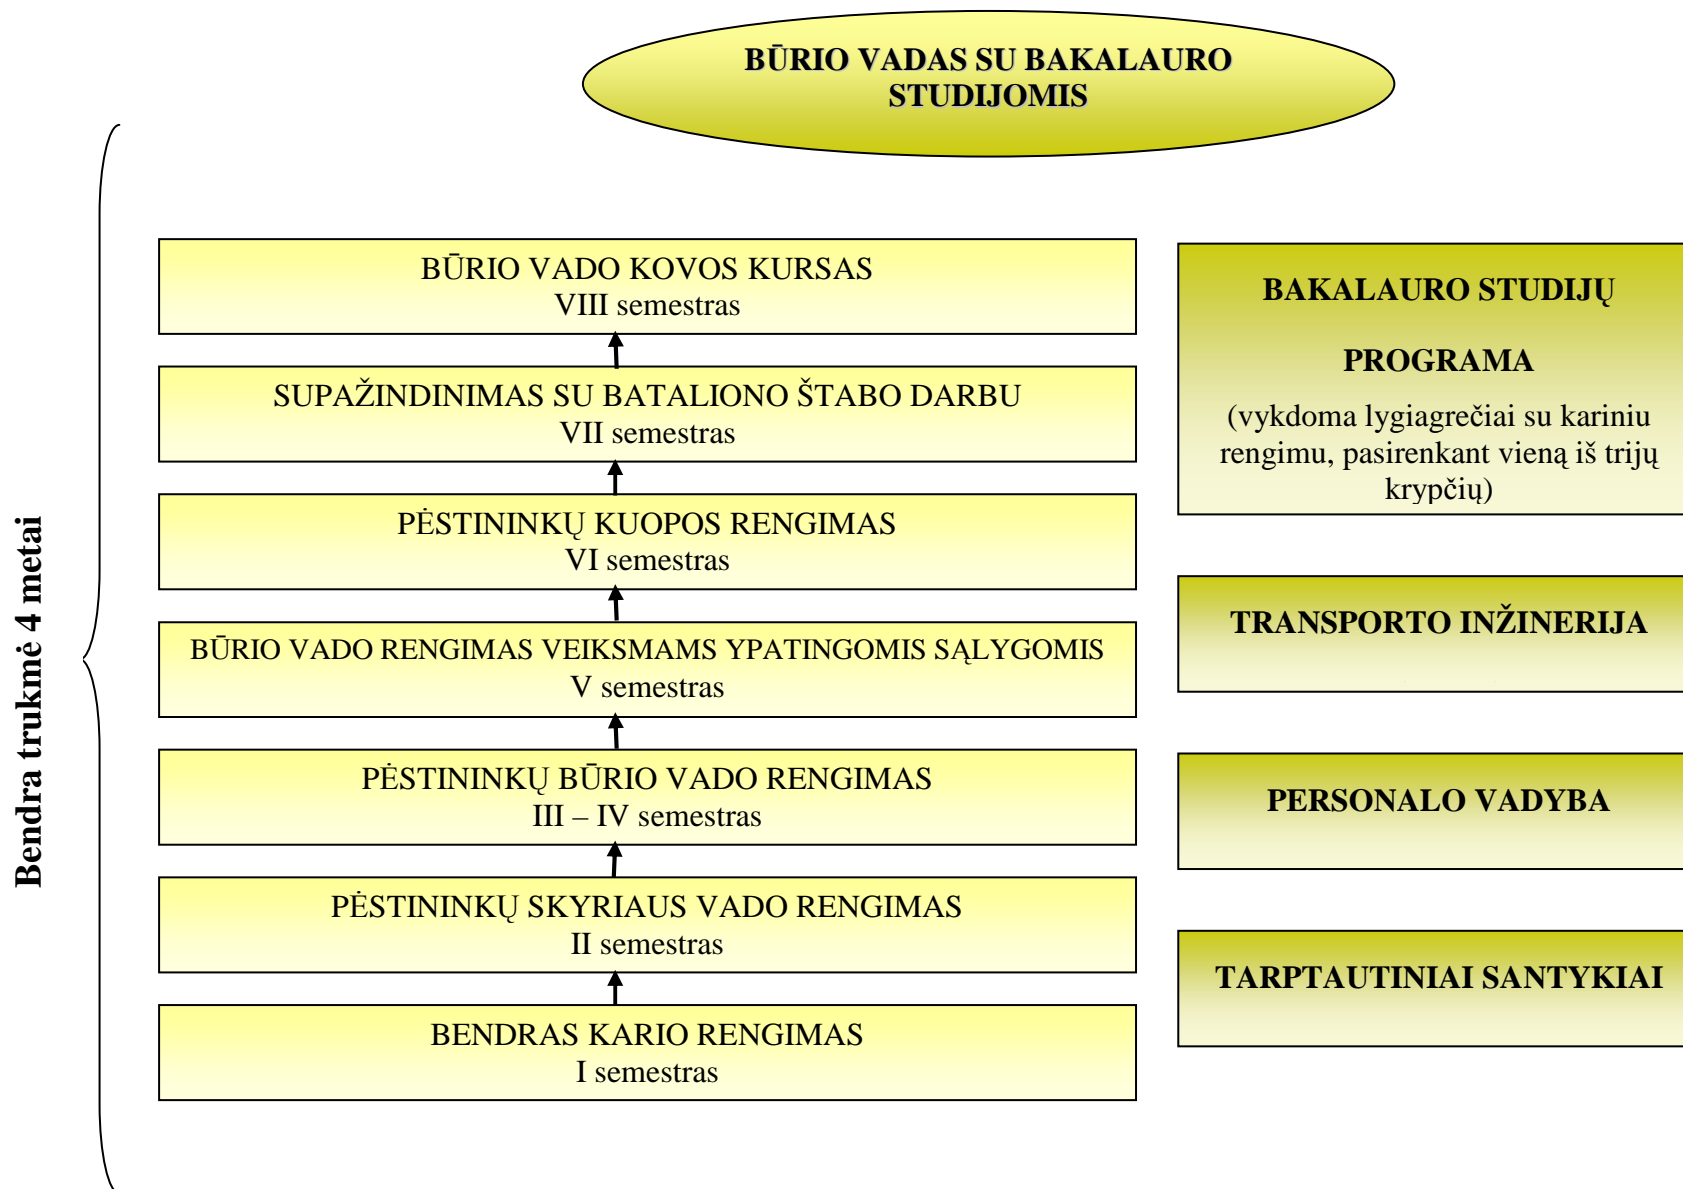 BŪRIO VADAS SU BAKALAURO
STUDIJOMIS
Bendra trukmė 4 metai
BŪRIO VADO KOVOS KURSAS
VIII semestras
SUPAŽINDINIMAS SU BATALIONO ŠTABO DARBU
VII semestras
PĖSTININKŲ KUOPOS RENGIMAS
VI semestras
BŪRIO VADO RENGIMAS VEIKSMAMS YPATINGOMIS SĄLYGOMIS
V semestras
PĖSTININKŲ BŪRIO VADO RENGIMAS
III – IV semestras
PĖSTININKŲ SKYRIAUS VADO RENGIMAS
II semestras
BENDRAS KARIO RENGIMAS
I semestras
BAKALAURO STUDIJŲ
PROGRAMA
(vykdoma lygiagrečiai su kariniu
rengimu, pasirenkant vieną iš trijų
krypčių)
TRANSPORTO INŽINERIJA
PERSONALO VADYBA
TARPTAUTINIAI SANTYKIAI